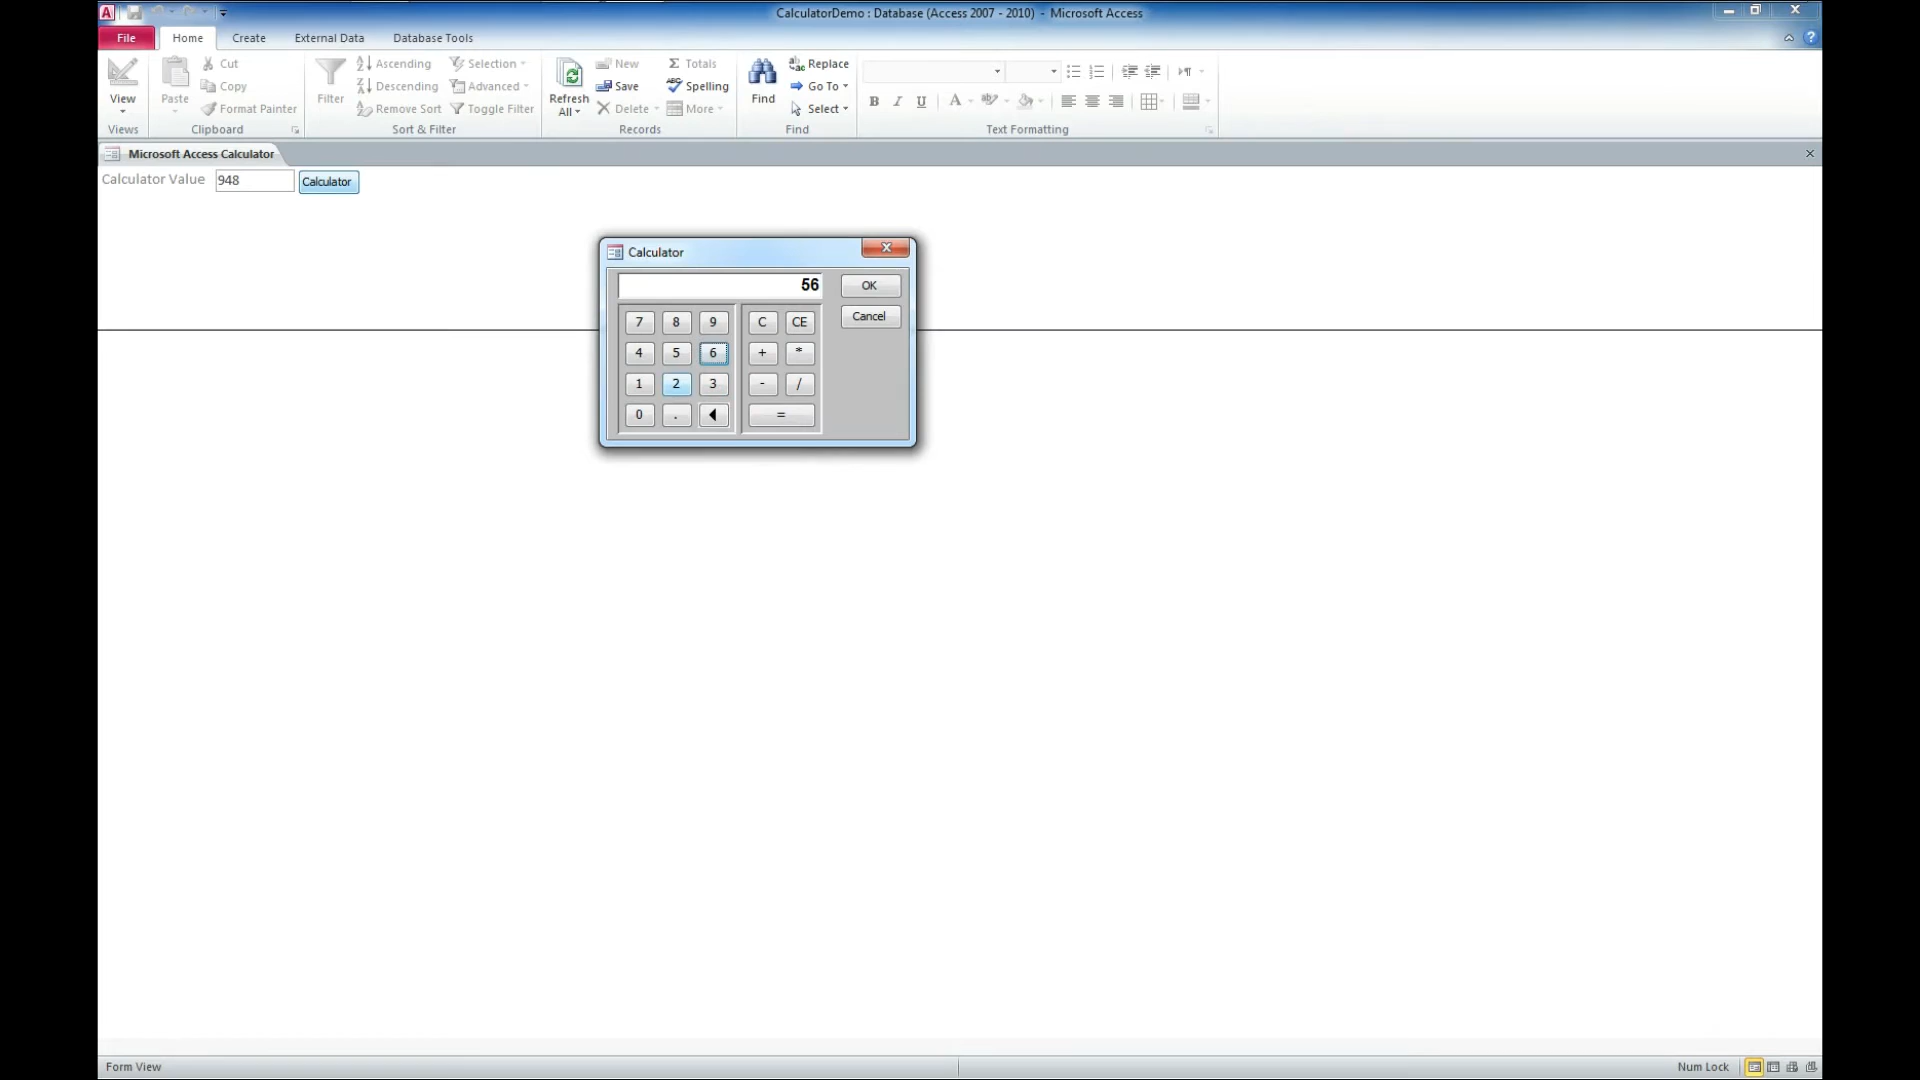 CalculatorDemo : Database (Access 2007 - 2010) - Microsoft Access
File Home Create External Data Database Tools
View
Paste
Cut
Copy
Format Painter
Filter
Ascending
Descending
Remove Sort
Selection
Advanced
Toggle Filter
Refresh
All
New
Save
Delete
Totals
Spelling
More
Find
Replace
Go To
Select
B I U A
Views Clipboard Sort & Filter Records Find Text Formatting
Microsoft Access Calculator
Calculator Value 948 Calculator
Calculator
56 OK
Cancel
7 8 9 C CE
4 5 6 + *
1 2 3 - /
0 . =
Form View Num Lock